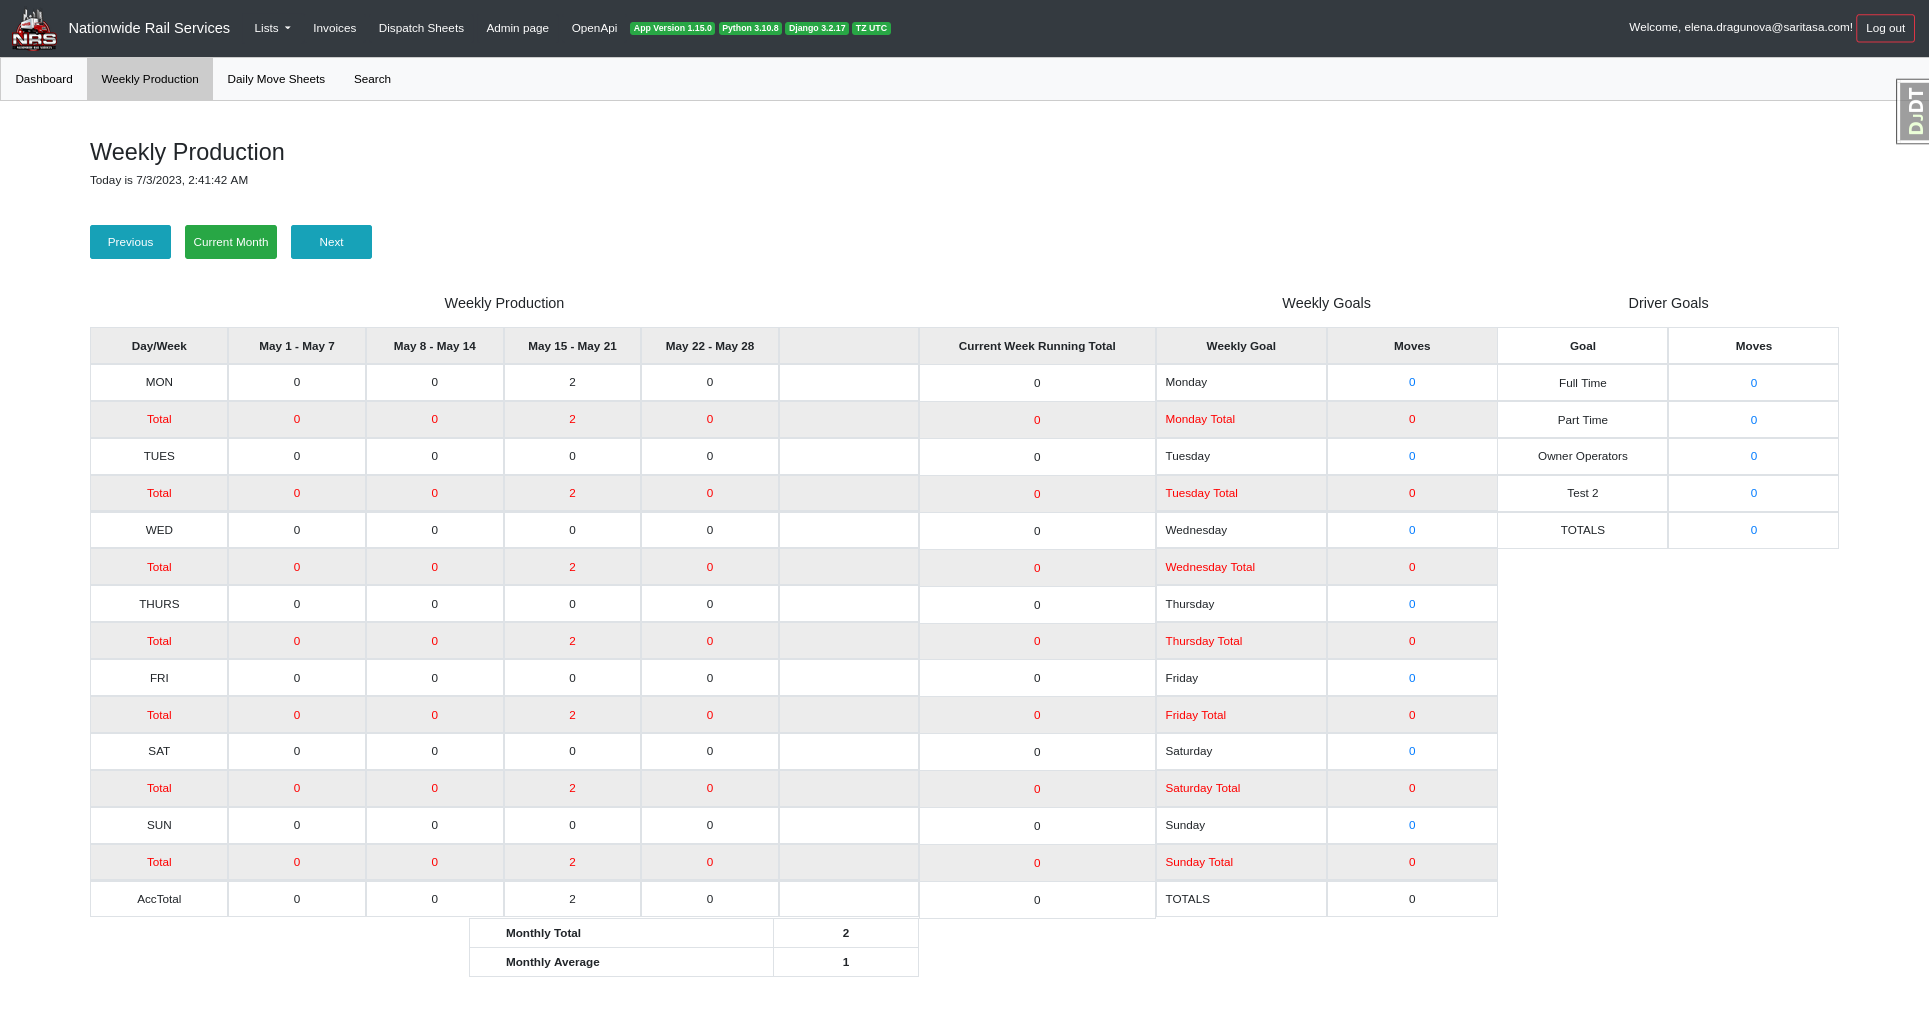 NRS Nationwide Rail Services Lists Invoices Dispatch Sheets Admin page OpenApi App Version 1.15.0 Python 3.10.8 Django 3.2.17 TZ UTC Welcome, elena.dragunova@saritasa.com! Log out
Dashboard Weekly Production Daily Move Sheets Search
DJDT
Weekly Production
Today is 7/3/2023, 2:41:42 AM
Previous Current Month Next
Weekly Production Weekly Goals Driver Goals
Day/Week May 1 - May 7 May 8 - May 14 May 15 - May 21 May 22 - May 28 Current Week Running Total Weekly Goal Moves Goal Moves
MON 0 0 2 0 0 Monday 0 Full Time 0
Total 0 0 2 0 0 Monday Total 0 Part Time 0
TUES 0 0 0 0 0 Tuesday 0 Owner Operators 0
Total 0 0 2 0 0 Tuesday Total 0 Test 2 0
WED 0 0 0 0 0 Wednesday 0 TOTALS 0
Total 0 0 2 0 0 Wednesday Total 0
THURS 0 0 0 0 0 Thursday 0
Total 0 0 2 0 0 Thursday Total 0
FRI 0 0 0 0 0 Friday 0
Total 0 0 2 0 0 Friday Total 0
SAT 0 0 0 0 0 Saturday 0
Total 0 0 2 0 0 Saturday Total 0
SUN 0 0 0 0 0 Sunday 0
Total 0 0 2 0 0 Sunday Total 0
AccTotal 0 0 2 0 0 TOTALS 0
Monthly Total 2
Monthly Average 1